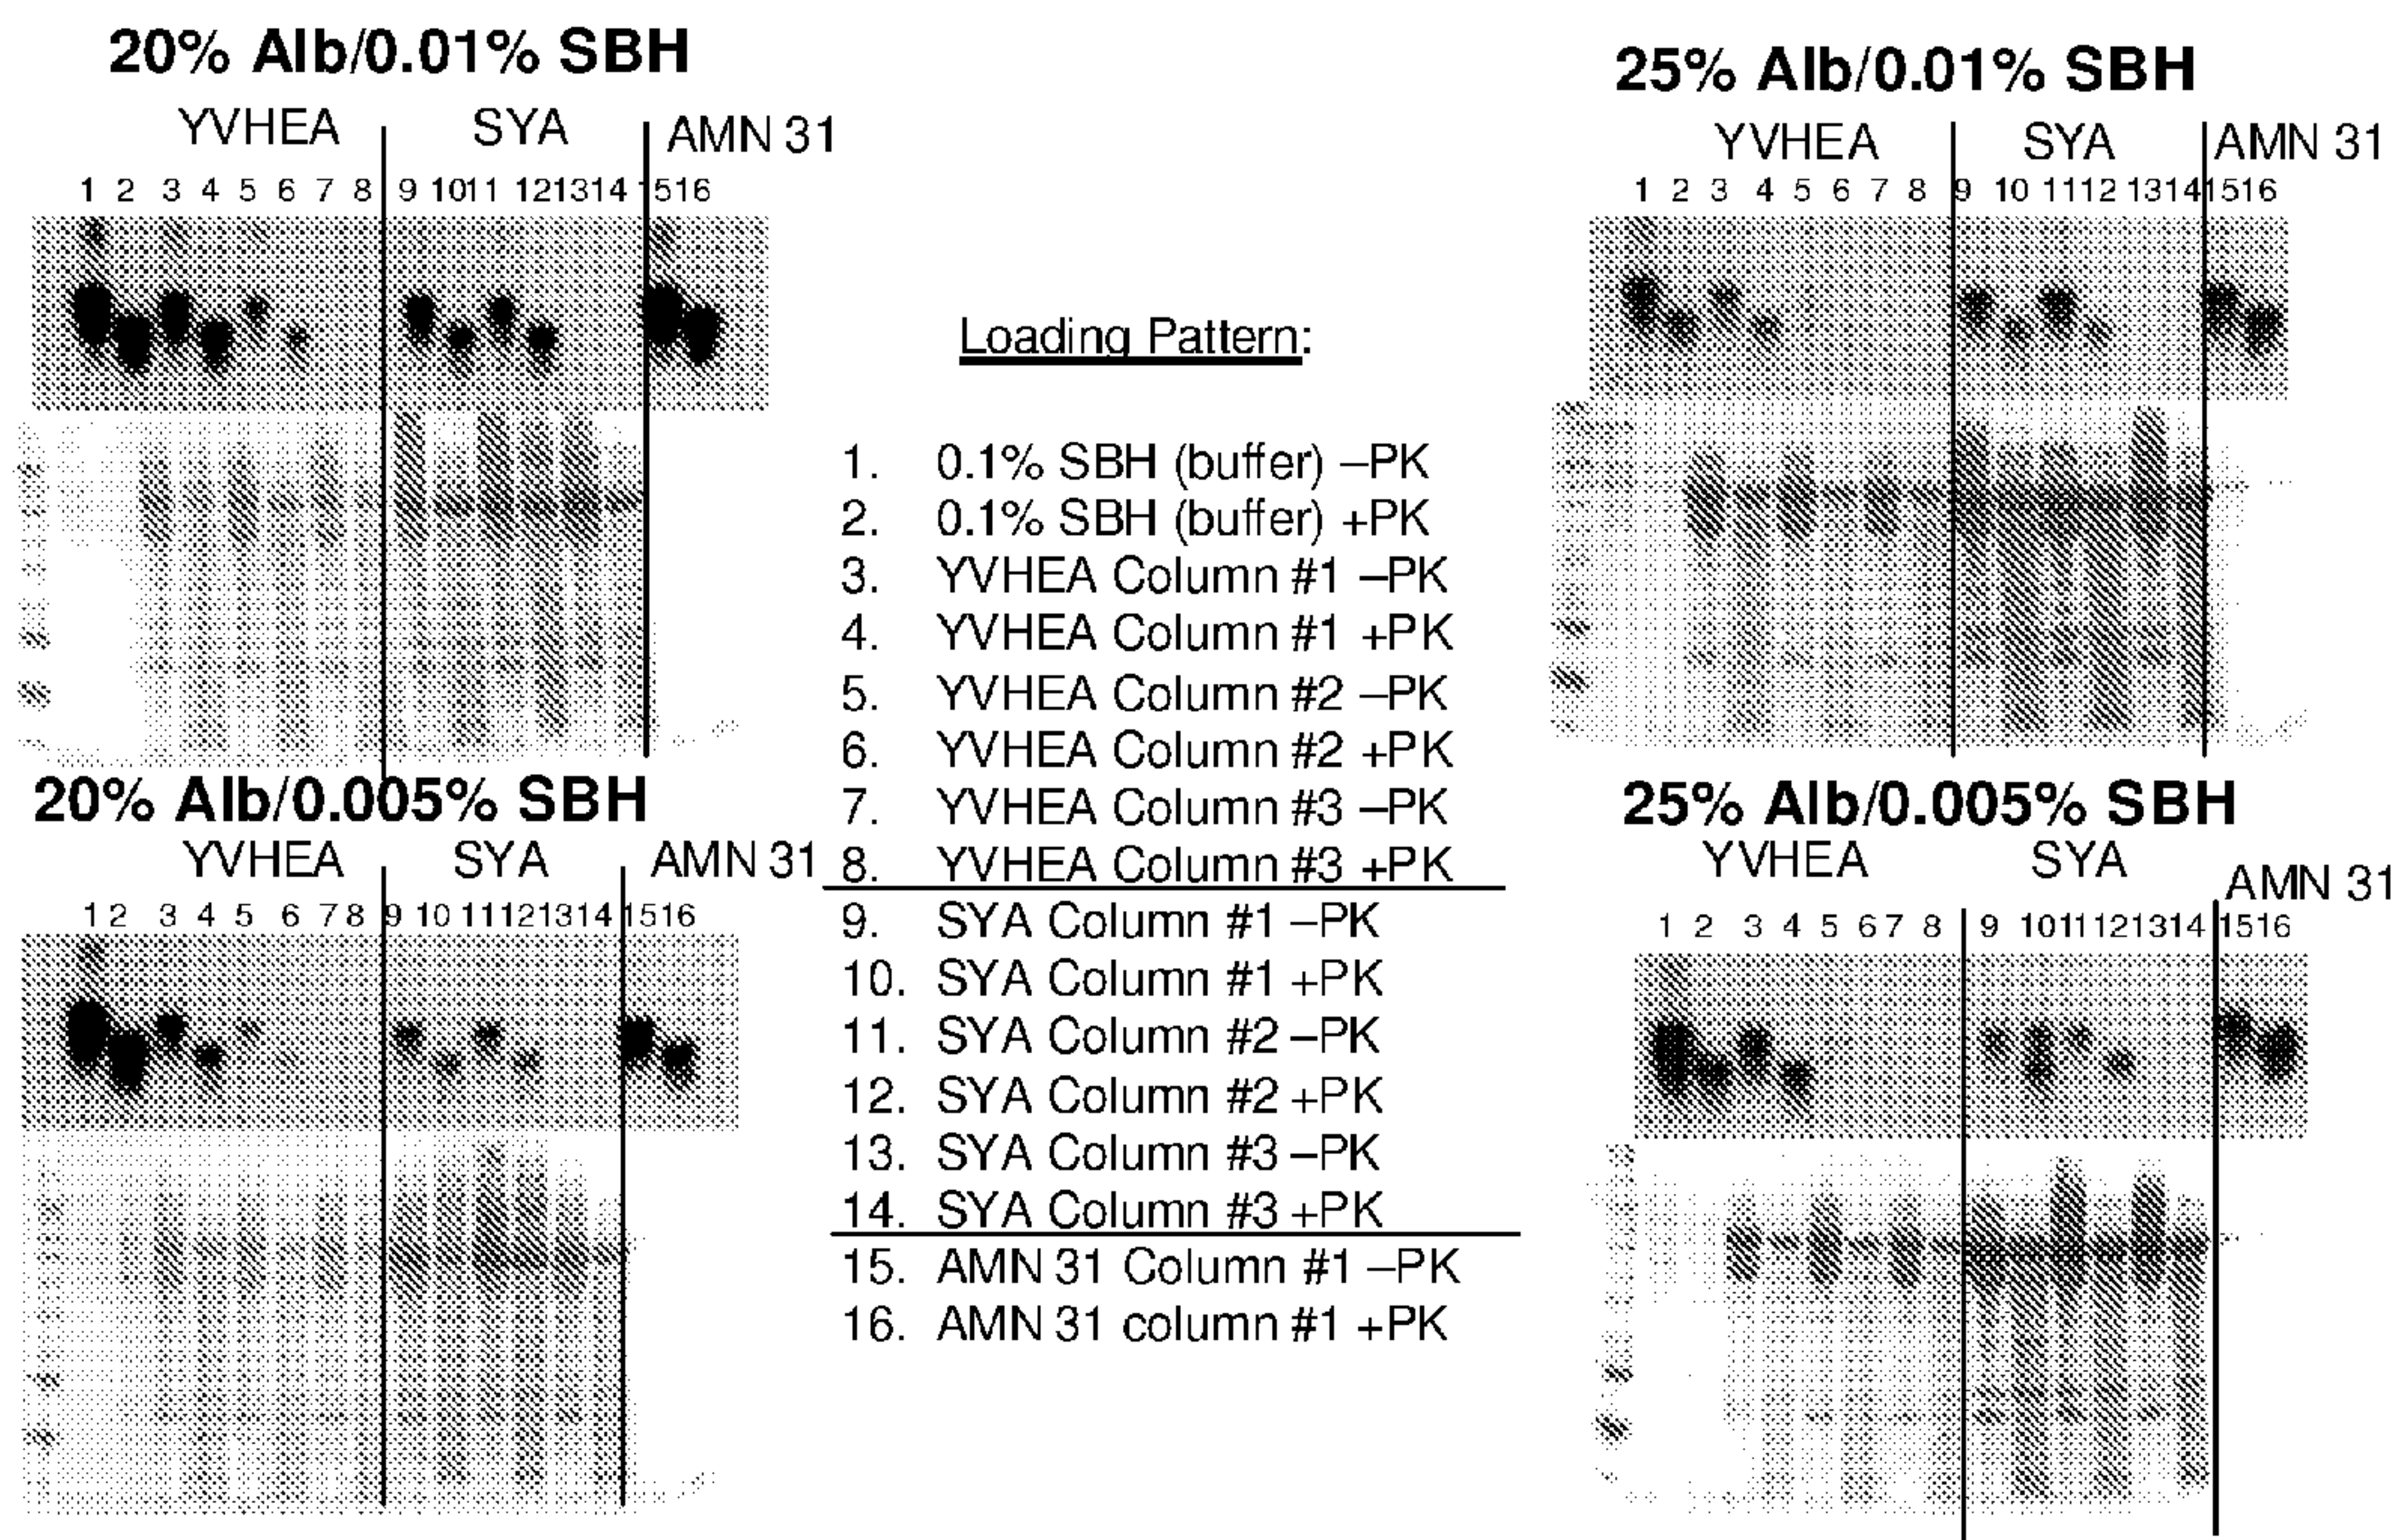 20% Alb/0.01% SBH
YVHEA SYA AMN 31
1 2 3 4 5 6 7 8 9 10 11 12 13 14 15 16
25% Alb/0.01% SBH
YVHEA SYA AMN 31
1 2 3 4 5 6 7 8 9 10 11 12 13 14 15 16
Loading Pattern:
1. 0.1% SBH (buffer) –PK
2. 0.1% SBH (buffer) +PK
3. YVHEA Column #1 –PK
4. YVHEA Column #1 +PK
5. YVHEA Column #2 –PK
6. YVHEA Column #2 +PK
7. YVHEA Column #3 –PK
8. YVHEA Column #3 +PK
9. SYA Column #1 –PK
10. SYA Column #1 +PK
11. SYA Column #2 –PK
12. SYA Column #2 +PK
13. SYA Column #3 –PK
14. SYA Column #3 +PK
15. AMN 31 Column #1 –PK
16. AMN 31 column #1 +PK
20% Alb/0.005% SBH
YVHEA SYA AMN 31
1 2 3 4 5 6 7 8 9 10 11 12 13 14 15 16
25% Alb/0.005% SBH
YVHEA SYA AMN 31
1 2 3 4 5 6 7 8 9 10 11 12 13 14 15 16